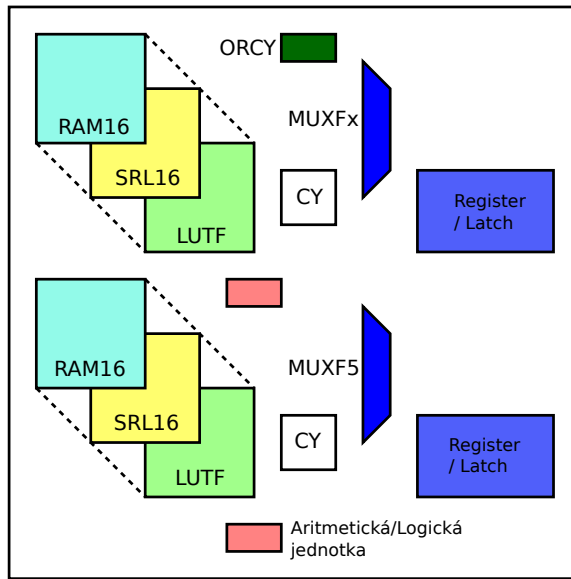 ORCY
MUXFx
RAM16
SRL16
CY
LUTF
Register
/ Latch
RAM16
MUXF5
SRL16
CY
LUTF
Register
/ Latch
Aritmetická/Logická
jednotka